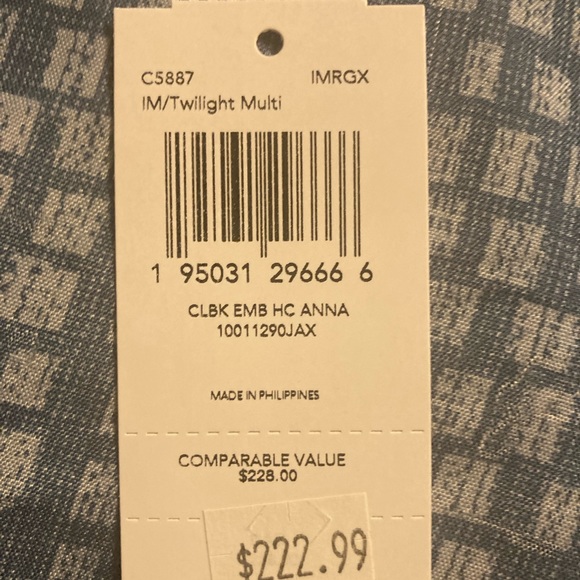 C5887 IMRGX
IM/Twilight Multi
1 95031 29666 6
CLBK EMB HC ANNA
10011290JAX
MADE IN PHILIPPINES
COMPARABLE VALUE
$228.00
$222.99